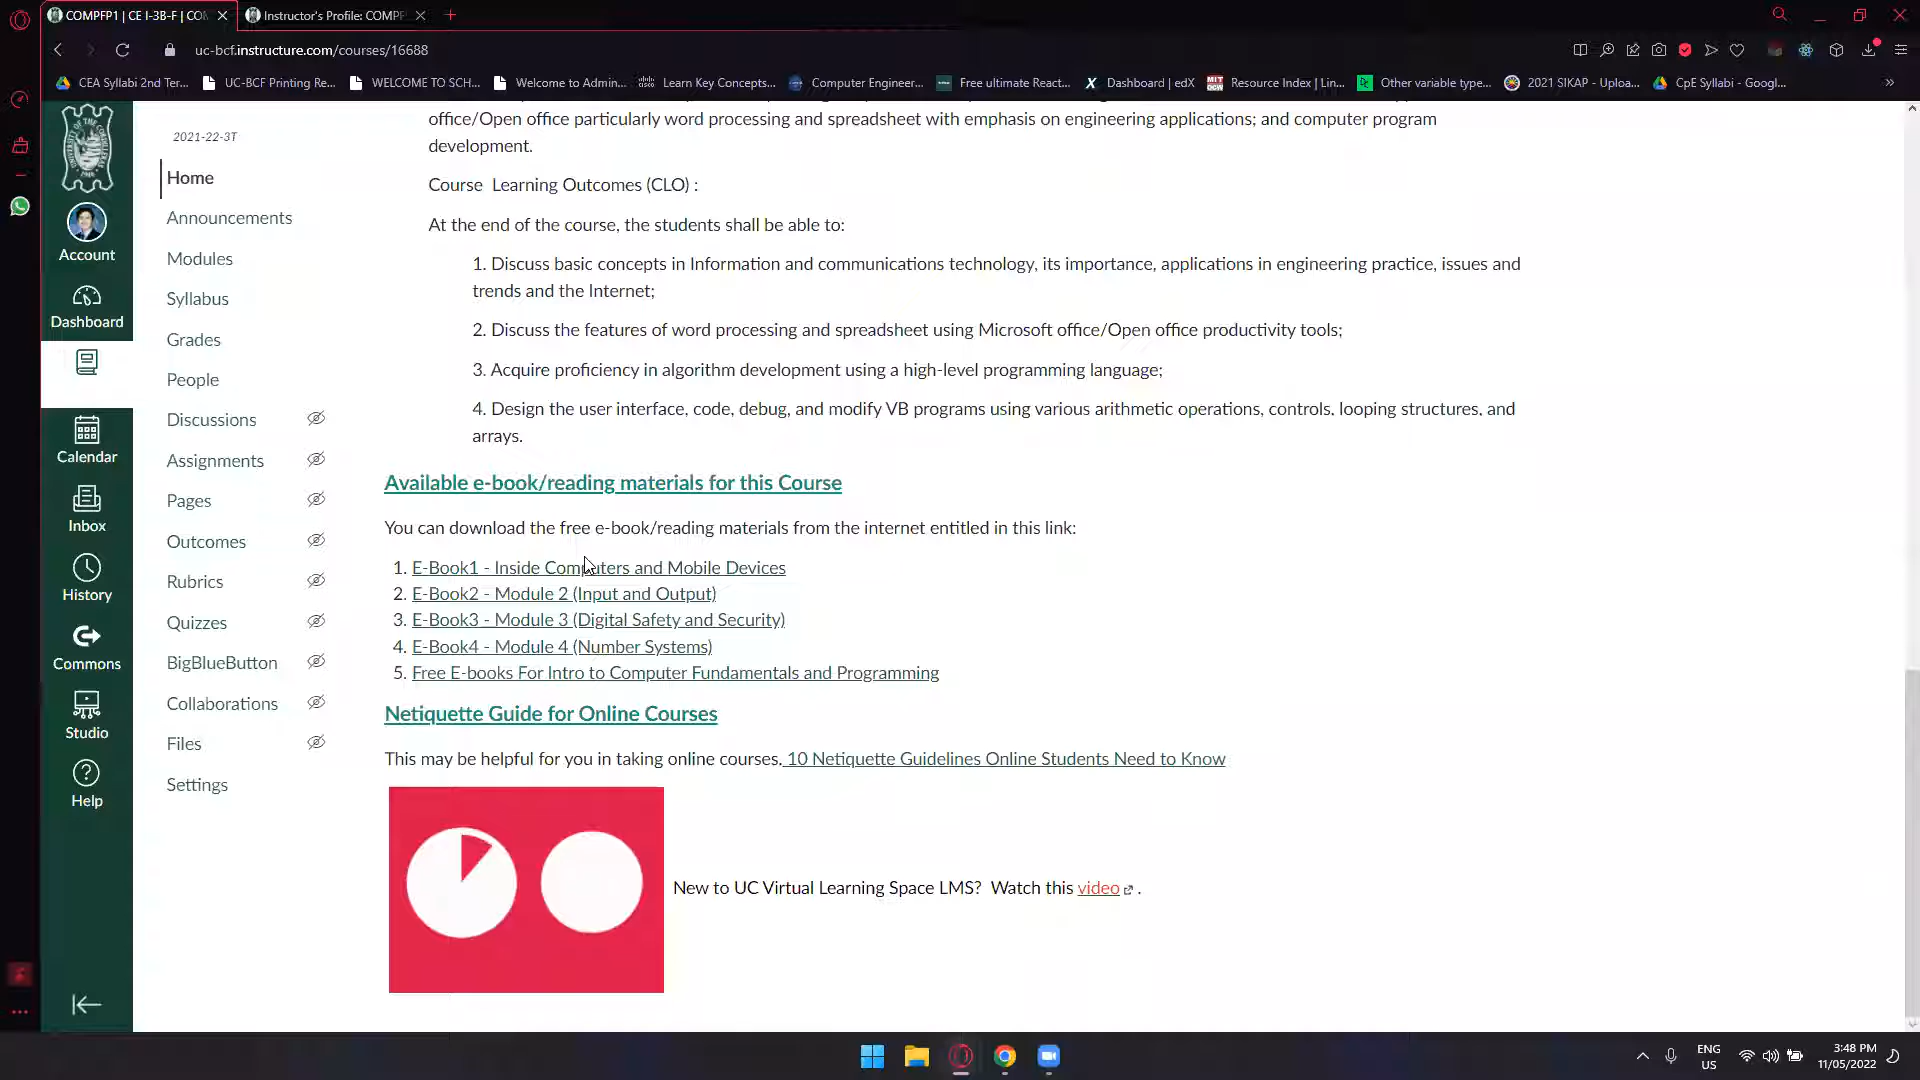 COMPFP1 | CE I-3B-F | CO
Instructor's Profile: COMPF
uc-bcf.instructure.com/courses/16688
CEA Syllabi 2nd Ter...
UC-BCF Printing Re...
WELCOME TO SCH...
Welcome to Admin...
Learn Key Concepts...
Computer Engineer...
Free ultimate React...
Dashboard | edX
Resource Index | Lin...
Other variable type...
2021 SIKAP - Uploa...
CpE Syllabi - Googl...
2021-22-3T
Home
Announcements
Modules
Syllabus
Grades
People
Discussions
Assignments
Pages
Outcomes
Rubrics
Quizzes
BigBlueButton
Collaborations
Files
Settings
Account
Dashboard
Calendar
Inbox
History
Commons
Studio
Help
office/Open office particularly word processing and spreadsheet with emphasis on engineering applications; and computer program
development.
Course Learning Outcomes (CLO) :
At the end of the course, the students shall be able to:
1. Discuss basic concepts in Information and communications technology, its importance, applications in engineering practice, issues and
trends and the Internet;
2. Discuss the features of word processing and spreadsheet using Microsoft office/Open office productivity tools;
3. Acquire proficiency in algorithm development using a high-level programming language;
4. Design the user interface, code, debug, and modify VB programs using various arithmetic operations, controls, looping structures, and
arrays.
Available e-book/reading materials for this Course
You can download the free e-book/reading materials from the internet entitled in this link:
1. E-Book1 - Inside Computers and Mobile Devices
2. E-Book2 - Module 2 (Input and Output)
3. E-Book3 - Module 3 (Digital Safety and Security)
4. E-Book4 - Module 4 (Number Systems)
5. Free E-books For Intro to Computer Fundamentals and Programming
Netiquette Guide for Online Courses
This may be helpful for you in taking online courses. 10 Netiquette Guidelines Online Students Need to Know
New to UC Virtual Learning Space LMS? Watch this video .
ENG
US
3:48 PM
11/05/2022